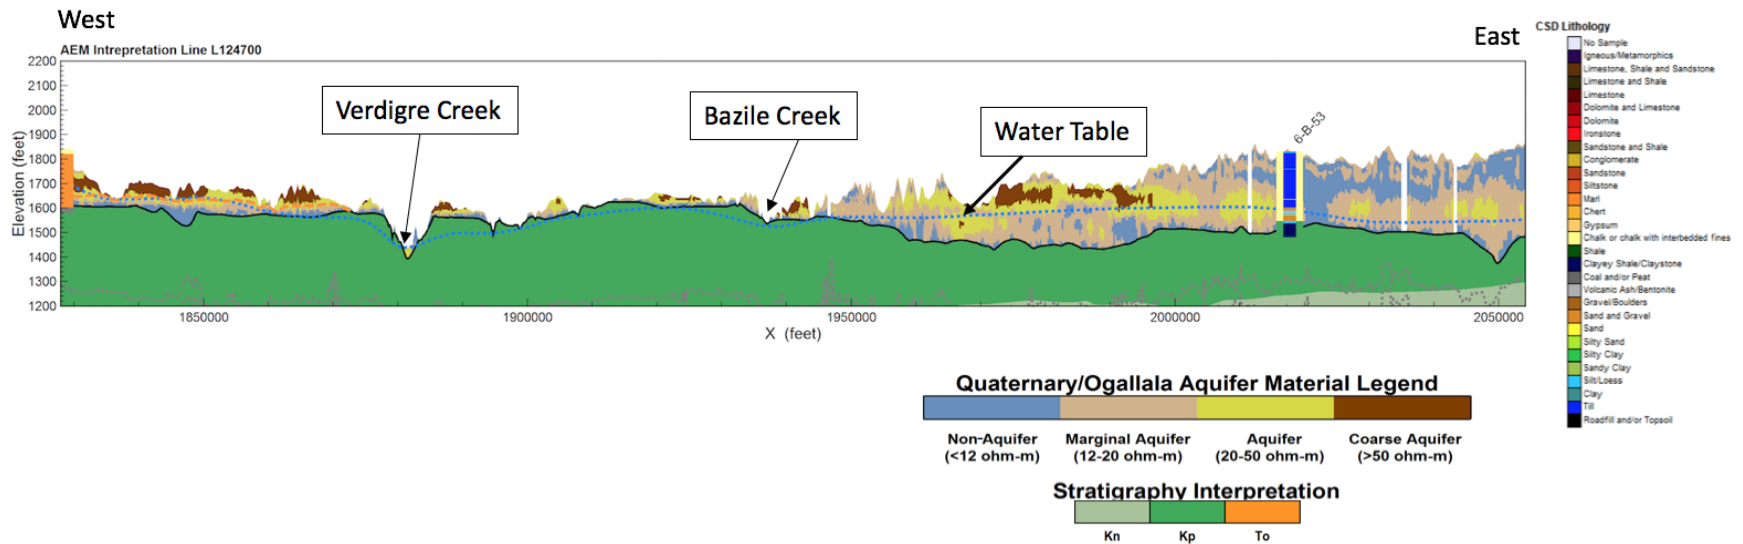 West
East
CSD Lithology
AEM Intrepretation Line L124700
No Sample
Igneous/Metamorphics
Limestone, Shale and Sandstone
Limestone and Shale
Limestone
Dolomite and Limestone
Dolomite
Ironstone
Sandstone and Shale
Conglomerate
Sandstone
Siltstone
Marl
Chert
Gypsum
Chalk or chalk with interbedded fines
Shale
Clayey Shale/Claystone
Coal and/or Peat
Volcanic Ash/Bentonite
Gravel/Boulders
Sand and Gravel
Sand
Silty Sand
Silty Clay
Sandy Clay
Silt/Loess
Clay
Till
Roadfill and/or Topsoil
Elevation (feet)
2200
2100
2000
1900
1800
1700
1600
1500
1400
1300
1200
Verdigre Creek
Bazile Creek
Water Table
6-B-53
1850000 1900000 1950000 2000000 2050000
X (feet)
Quaternary/Ogallala Aquifer Material Legend
Non-Aquifer Marginal Aquifer Aquifer Coarse Aquifer
(<12 ohm-m) (12-20 ohm-m) (20-50 ohm-m) (>50 ohm-m)
Stratigraphy Interpretation
Kn Kp To